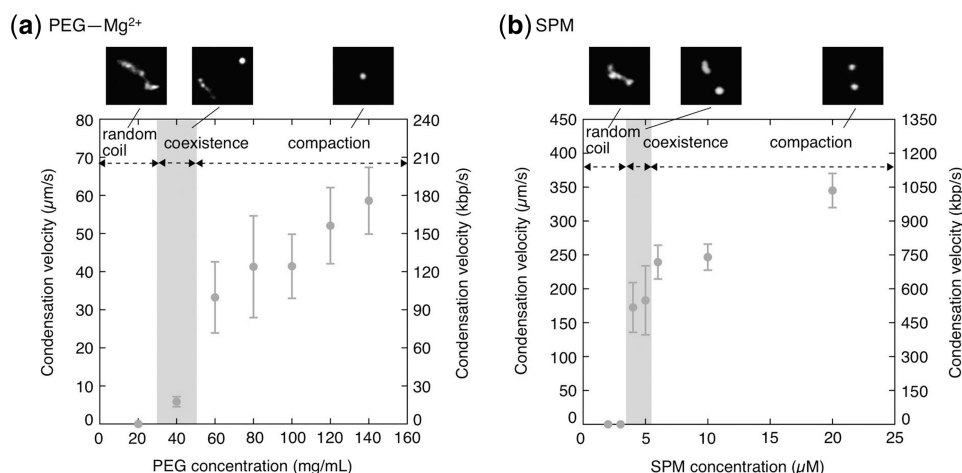 (a) PEG—Mg²⁺
random
coil
coexistence
compaction
80
70
60
50
40
30
20
10
0
240
210
180
150
120
90
60
30
0
Condensation velocity (μm/s)
Condensation velocity (kbp/s)
0 20 40 60 80 100 120 140 160
PEG concentration (mg/mL)
(b) SPM
random
coil
coexistence
compaction
450
400
350
300
250
200
150
100
50
0
1350
1200
1050
900
750
600
450
300
150
0
Condensation velocity (μm/s)
Condensation velocity (kbp/s)
0 5 10 15 20 25
SPM concentration (μM)